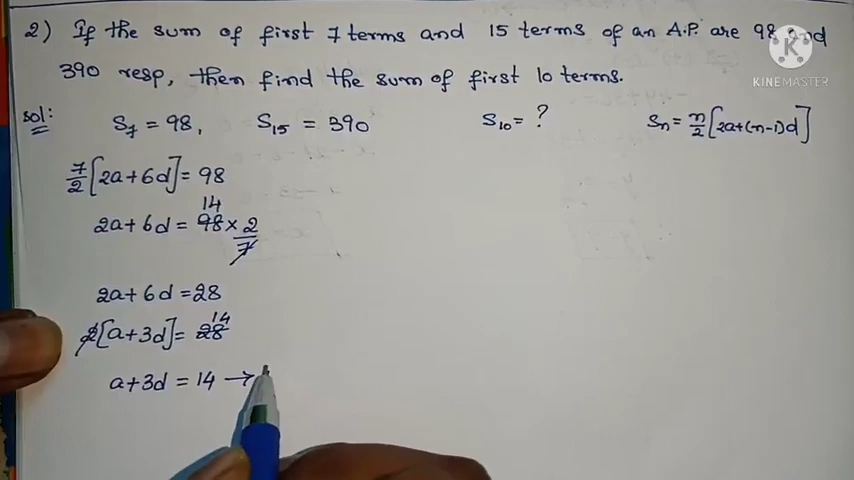 2) If the sum of first 7 terms and 15 terms of an A.P. are 98 and
390 resp, then find the sum of first 10 terms.
KINEMASTER
sol:
S₇ = 98, S₁₅ = 390 S₁₀ = ? Sn = n/2 [2a+(n-1)d]
7/2 [2a+6d] = 98
14
2a+6d = 98 × 2/7
2a+6d = 28
14
2[a+3d] = 28
a+3d = 14 →